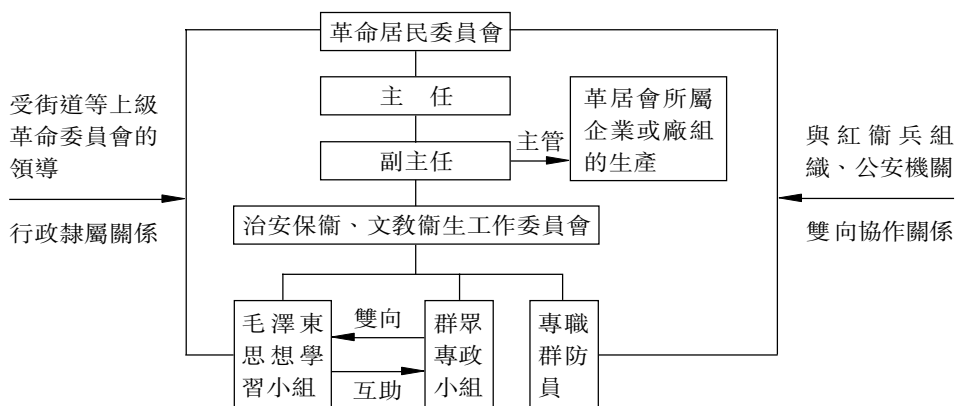 革命居民委員會
受街道等上級
革命委員會的
領導
行政隸屬關係
主 任
副主任
主管
革居會所屬
企業或廠組
的生產
與紅衞兵組
織、公安機關
雙向協作關係
治安保衞、文教衞生工作委員會
毛澤東
思想學
習小組
雙向
互助
群眾
專政
小組
專職
群防
員